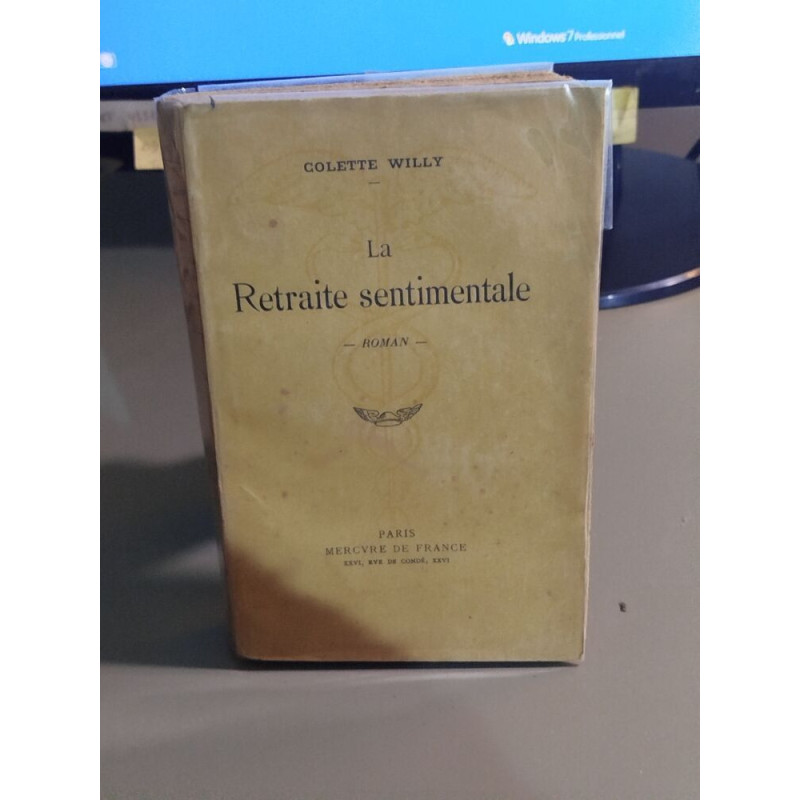 Windows 7 Professionnel
COLETTE WILLY
La
Retraite sentimentale
— ROMAN —
PARIS
MERCVRE DE FRANCE
XXVI, RVE DE CONDÉ, XXVI